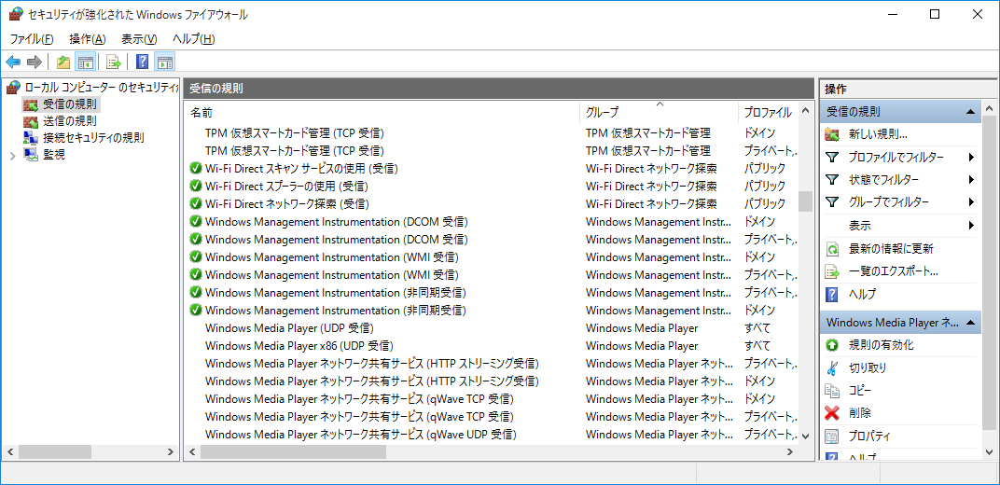 セキュリティが強化された Windows ファイアウォール
ファイル(F) 操作(A) 表示(V) ヘルプ(H)
ローカル コンピューター のセキュリティ
受信の規則
送信の規則
接続セキュリティの規則
監視
受信の規則
名前 グループ プロファイル
TPM 仮想スマートカード管理 (TCP 受信) TPM 仮想スマートカード管理 ドメイン
TPM 仮想スマートカード管理 (TCP 受信) TPM 仮想スマートカード管理 プライベート,
Wi-Fi Direct スキャン サービスの使用 (受信) Wi-Fi Direct ネットワーク探索 パブリック
Wi-Fi Direct スプーラーの使用 (受信) Wi-Fi Direct ネットワーク探索 パブリック
Wi-Fi Direct ネットワーク探索 (受信) Wi-Fi Direct ネットワーク探索 パブリック
Windows Management Instrumentation (DCOM 受信) Windows Management Instr... ドメイン
Windows Management Instrumentation (DCOM 受信) Windows Management Instr... プライベート,
Windows Management Instrumentation (WMI 受信) Windows Management Instr... ドメイン
Windows Management Instrumentation (WMI 受信) Windows Management Instr... プライベート,
Windows Management Instrumentation (非同期受信) Windows Management Instr... プライベート,
Windows Management Instrumentation (非同期受信) Windows Management Instr... ドメイン
Windows Media Player (UDP 受信) Windows Media Player すべて
Windows Media Player x86 (UDP 受信) Windows Media Player すべて
Windows Media Player ネットワーク共有サービス (HTTP ストリーミング受信) Windows Media Player ネット... プライベート,
Windows Media Player ネットワーク共有サービス (HTTP ストリーミング受信) Windows Media Player ネット... ドメイン
Windows Media Player ネットワーク共有サービス (qWave TCP 受信) Windows Media Player ネット... ドメイン
Windows Media Player ネットワーク共有サービス (qWave TCP 受信) Windows Media Player ネット... プライベート,
Windows Media Player ネットワーク共有サービス (qWave UDP 受信) Windows Media Player ネット... プライベート,
操作
受信の規則
新しい規則...
プロファイルでフィルター
状態でフィルター
グループでフィルター
表示
最新の情報に更新
一覧のエクスポート...
ヘルプ
Windows Media Player ネ...
規則の有効化
切り取り
コピー
削除
プロパティ
ヘルプ